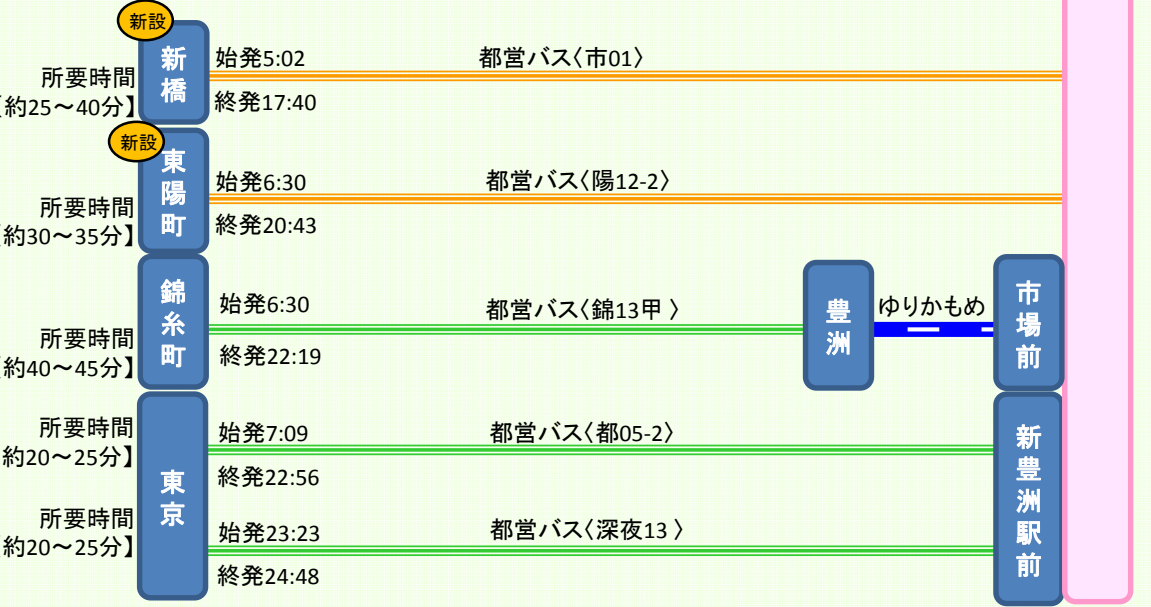 新設
新橋
始発5:02
都営バス〈市01〉
所要時間
【約25～40分】
終発17:40
新設
東陽町
始発6:30
都営バス〈陽12-2〉
所要時間
【約30～35分】
終発20:43
錦糸町
始発6:30
都営バス〈錦13甲 〉
豊洲
ゆりかもめ
市場前
所要時間
【約40～45分】
終発22:19
所要時間
約20～25分】
東京
始発7:09
都営バス〈都05-2〉
終発22:56
新豊洲駅前
所要時間
約20～25分】
始発23:23
都営バス〈深夜13 〉
終発24:48